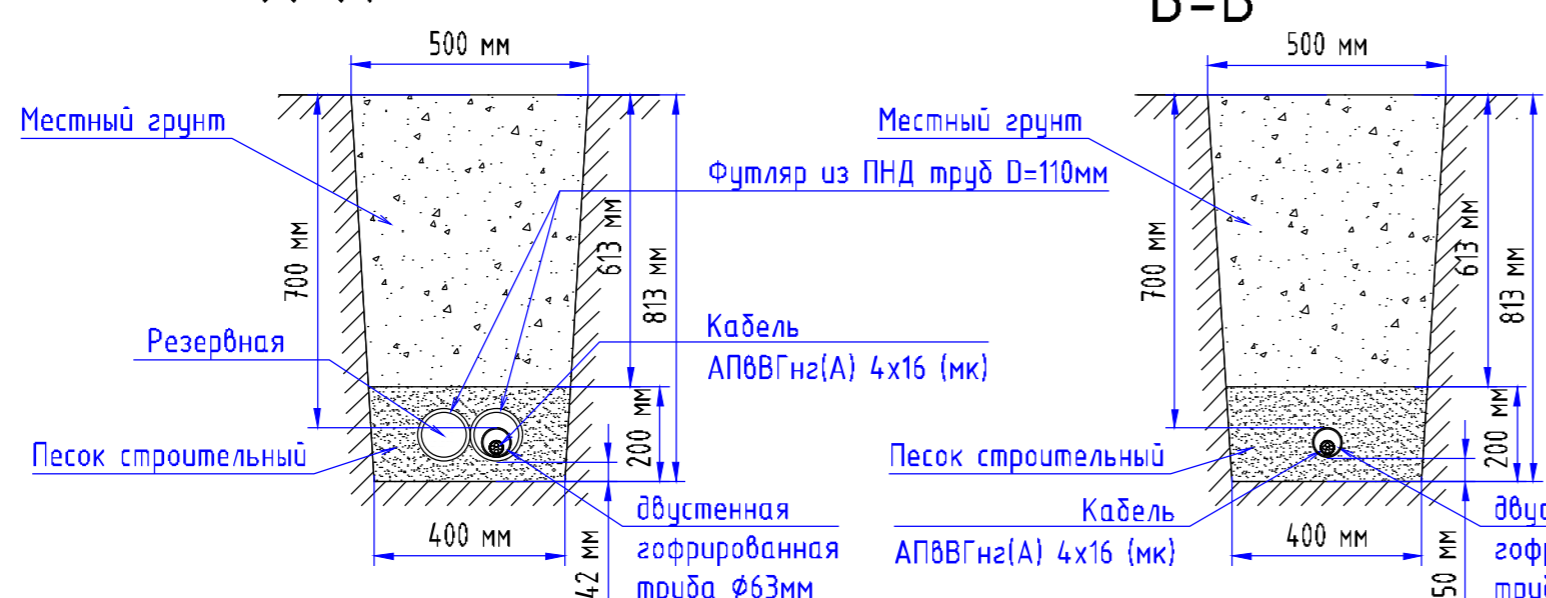 В-В
500 мм
Местный грунт
Футляр из ПНД труб D=110мм
700 мм
613 мм
813 мм
Резервная
Кабель
АПвВГнг(А) 4х16 (мк)
Песок строительный
200 мм
двустенная
гофрированная
труба Ø63мм
400 мм
42 мм
500 мм
Местный грунт
700 мм
613 мм
813 мм
Песок строительный
200 мм
Кабель
АПвВГнг(А) 4х16 (мк)
400 мм
50 мм